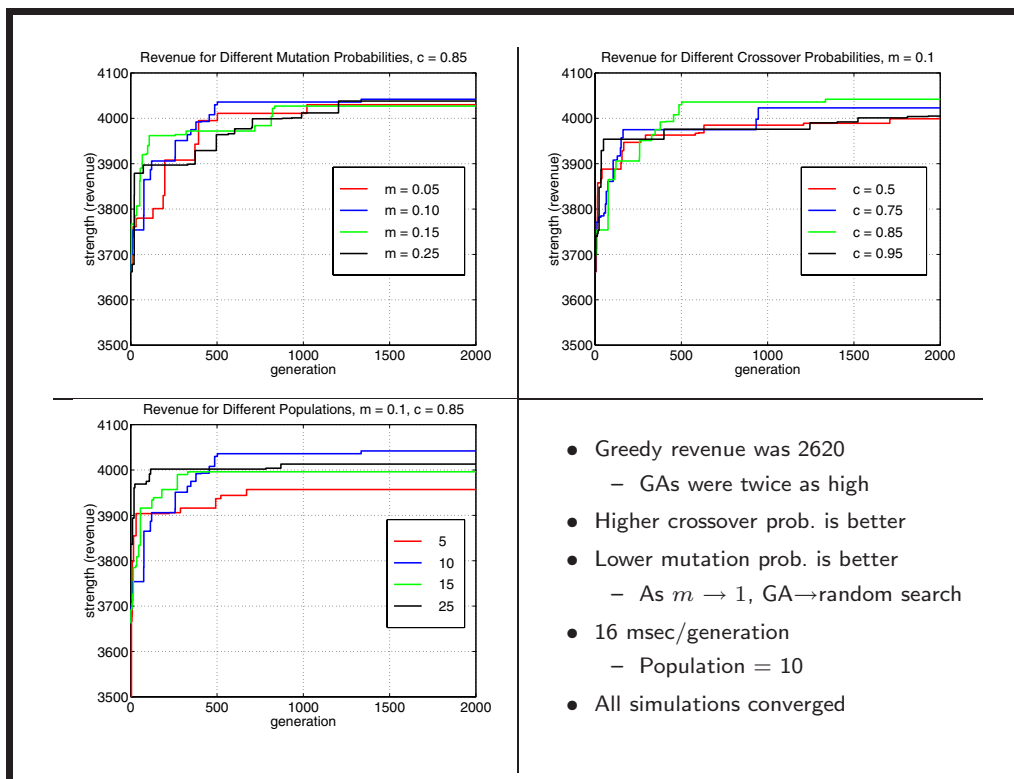 Revenue for Different Mutation Probabilities, c = 0.85
4100
4000
3900
3800
3700
3600
3500
strength (revenue)
m = 0.05
m = 0.10
m = 0.15
m = 0.25
0 500 1000 1500 2000
generation
Revenue for Different Crossover Probabilities, m = 0.1
4100
4000
3900
3800
3700
3600
3500
strength (revenue)
c = 0.5
c = 0.75
c = 0.85
c = 0.95
0 500 1000 1500 2000
generation
Revenue for Different Populations, m = 0.1, c = 0.85
4100
4000
3900
3800
3700
3600
3500
strength (revenue)
5
10
15
25
0 500 1000 1500 2000
generation
• Greedy revenue was 2620
– GAs were twice as high
• Higher crossover prob. is better
• Lower mutation prob. is better
– As m → 1, GA→random search
• 16 msec/generation
– Population = 10
• All simulations converged